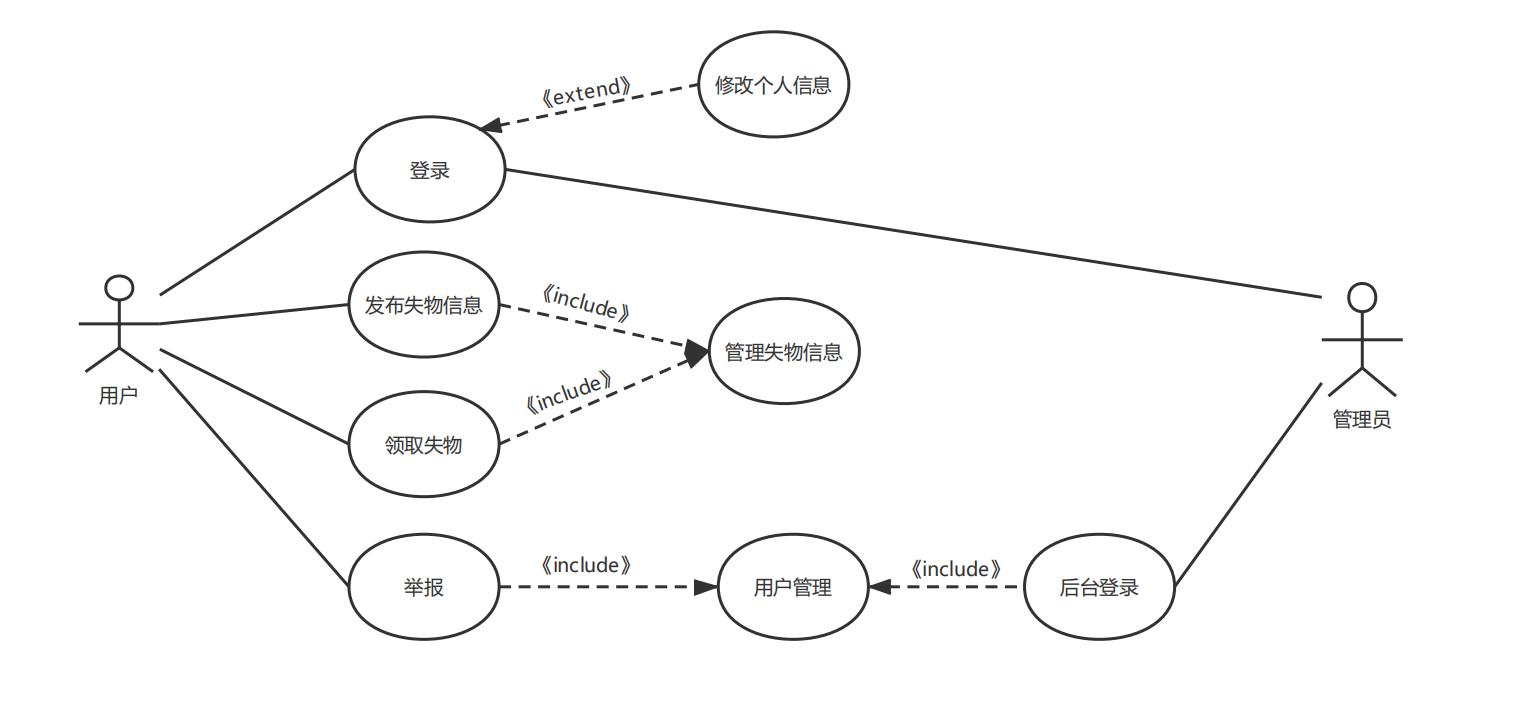 修改个人信息
《extend》
登录
发布失物信息
《include》
管理失物信息
用户
《include》
领取失物
管理员
举报
《include》
用户管理
《include》
后台登录